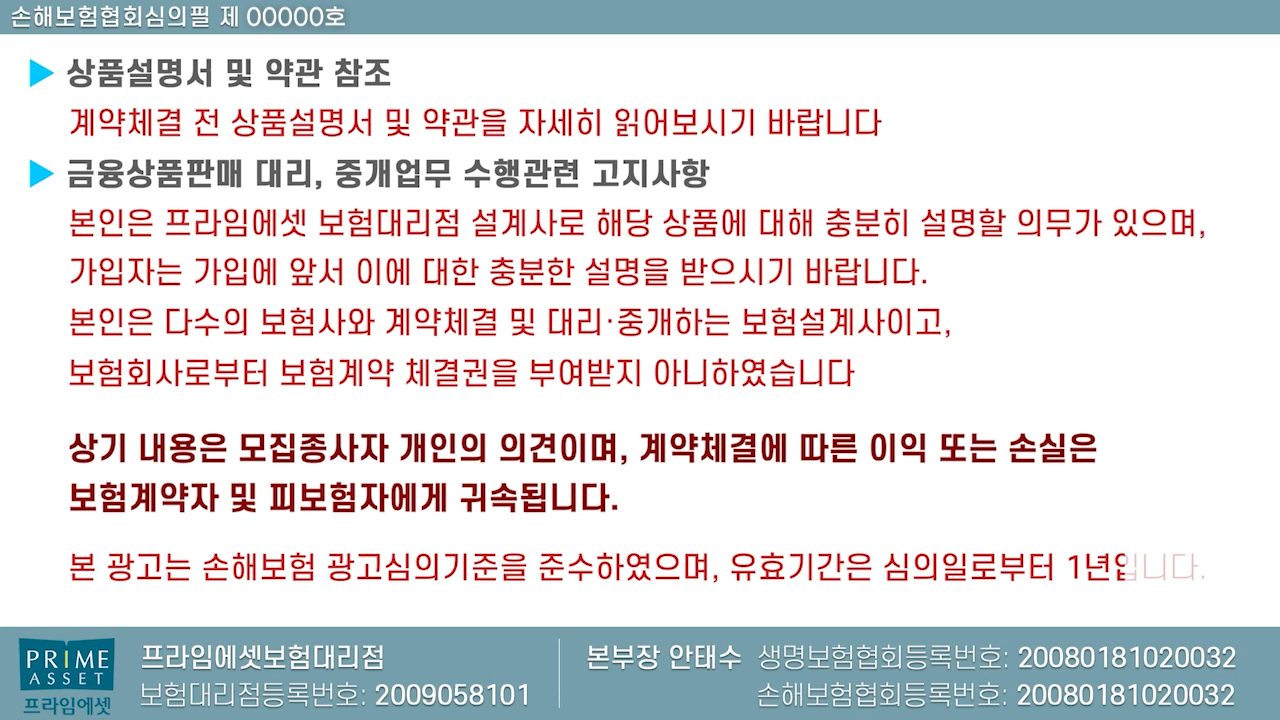 손해보험협회심의필 제 00000호
▶ 상품설명서 및 약관 참조
계약체결 전 상품설명서 및 약관을 자세히 읽어보시기 바랍니다
▶ 금융상품판매 대리, 중개업무 수행관련 고지사항
본인은 프라임에셋 보험대리점 설계사로 해당 상품에 대해 충분히 설명할 의무가 있으며,
가입자는 가입에 앞서 이에 대한 충분한 설명을 받으시기 바랍니다.
본인은 다수의 보험사와 계약체결 및 대리·중개하는 보험설계사이고,
보험회사로부터 보험계약 체결권을 부여받지 아니하였습니다
상기 내용은 모집종사자 개인의 의견이며, 계약체결에 따른 이익 또는 손실은
보험계약자 및 피보험자에게 귀속됩니다.
본 광고는 손해보험 광고심의기준을 준수하였으며, 유효기간은 심의일로부터 1년입니다.
PRIME
ASSET
프라임에셋
프라임에셋보험대리점
보험대리점등록번호: 2009058101
본부장 안태수 생명보험협회등록번호: 20080181020032
손해보험협회등록번호: 20080181020032